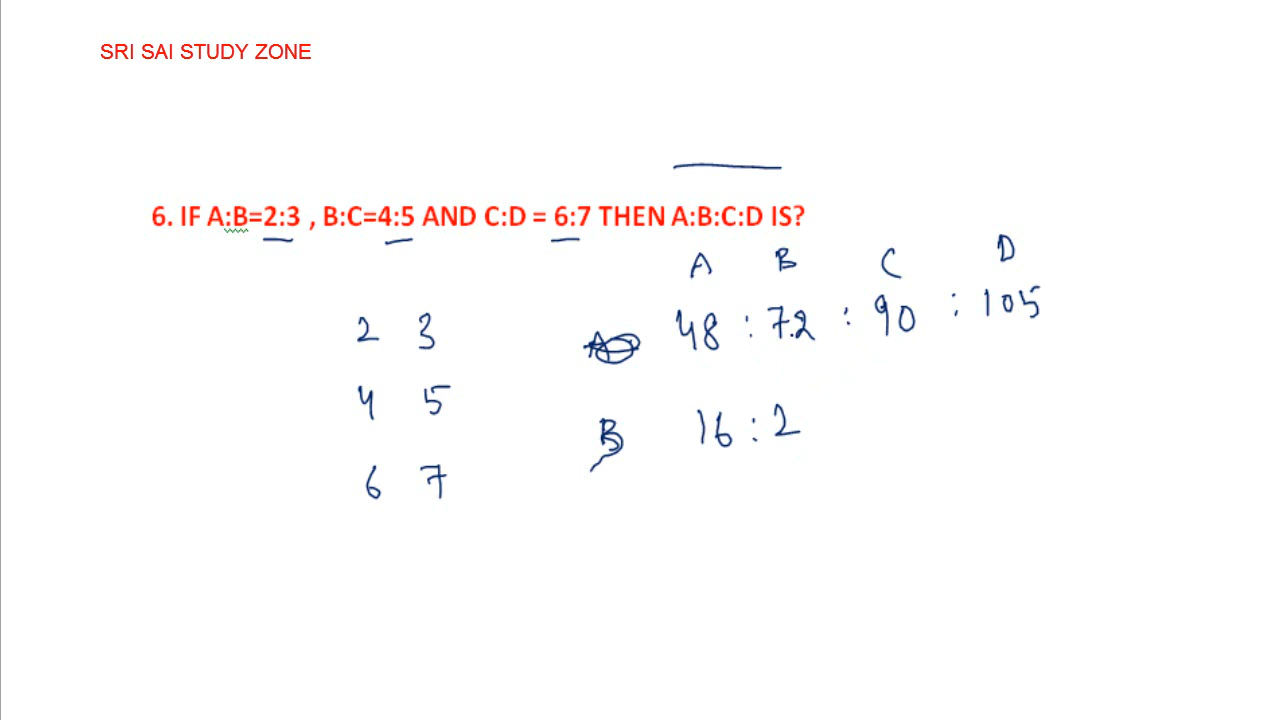 SRI SAI STUDY ZONE
6. IF A:B=2:3 , B:C=4:5 AND C:D = 6:7 THEN A:B:C:D IS?
A B C D
2 3 48 : 72 : 90 : 105
4 5 B 16 : 2
6 7